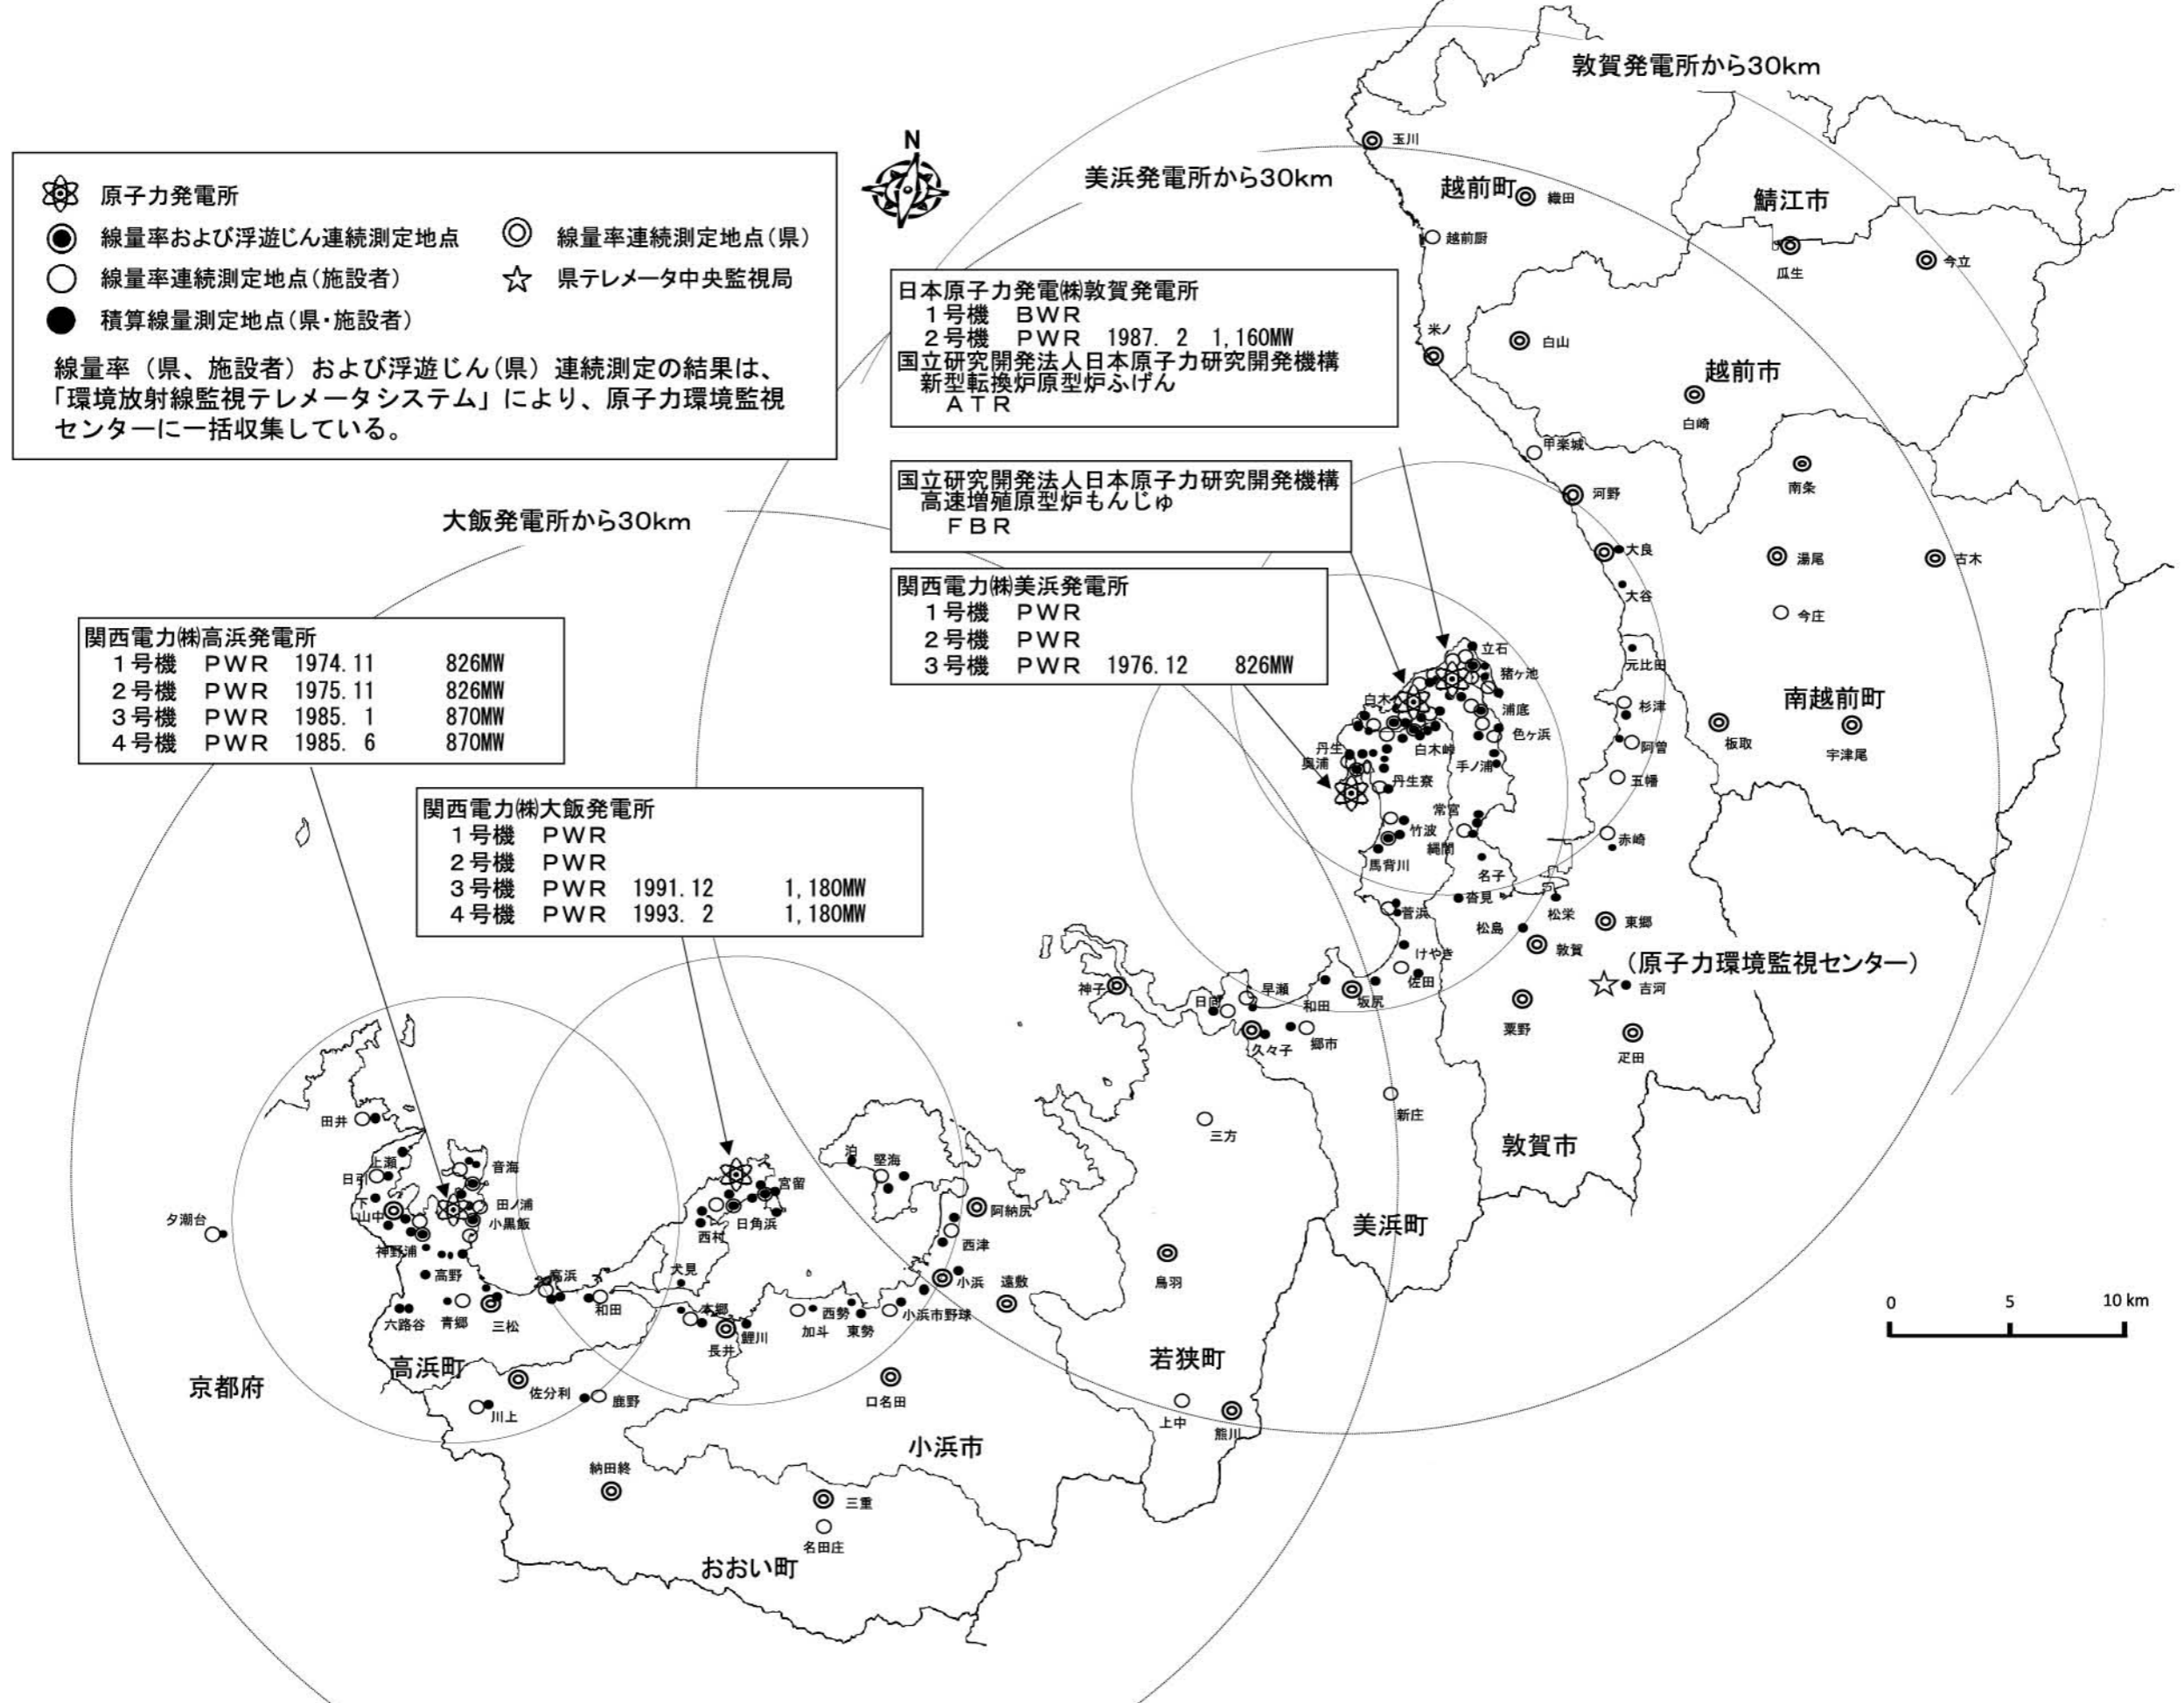 敦賀発電所から30km
美浜発電所から30km
大飯発電所から30km
N
原子力発電所
線量率および浮遊じん連続測定地点
線量率連続測定地点(県)
線量率連続測定地点(施設者)
県テレメータ中央監視局
積算線量測定地点(県・施設者)
線量率(県、施設者)および浮遊じん(県)連続測定の結果は、
「環境放射線監視テレメータシステム」により、原子力環境監視
センターに一括収集している。
日本原子力発電㈱敦賀発電所
1号機 BWR
2号機 PWR 1987. 2 1,160MW
国立研究開発法人日本原子力研究開発機構
新型転換炉原型炉ふげん
ATR
国立研究開発法人日本原子力研究開発機構
高速増殖原型炉もんじゅ
FBR
関西電力㈱美浜発電所
1号機 PWR
2号機 PWR
3号機 PWR 1976.12 826MW
関西電力㈱高浜発電所
1号機 PWR 1974.11 826MW
2号機 PWR 1975.11 826MW
3号機 PWR 1985. 1 870MW
4号機 PWR 1985. 6 870MW
関西電力㈱大飯発電所
1号機 PWR
2号機 PWR
3号機 PWR 1991.12 1,180MW
4号機 PWR 1993. 2 1,180MW
玉川
越前町
織田
鯖江市
越前厨
瓜生
今立
米ノ
白山
越前市
白崎
甲楽城
南条
河野
大良
湯尾
古木
大谷
今庄
立石
元比田
猪ヶ池
白木
浦底
杉津
南越前町
色ヶ浜
阿曽
板取
宇津尾
丹生
白木峠
奥浦
手ノ浦
丹生寮
五幡
常宮
竹波
縄間
赤崎
馬背川
名子
沓見
菅浜
松栄
松島
東郷
敦賀
けやき
(原子力環境監視センター)
佐田
吉河
神子
早瀬
日向
和田
坂尻
粟野
久々子
郷市
疋田
新庄
三方
敦賀市
田井
上瀬
音海
泊
堅海
日引
宮留
下
山中
田ノ浦
小黒飯
夕潮台
日角浜
西村
阿納尻
美浜町
神野浦
西津
高野
犬見
高浜
小浜
遠敷
鳥羽
和田
本郷
西勢
小浜市野球
六路谷
青郷
三松
加斗
東勢
鯉川
長井
0 5 10 km
高浜町
若狭町
京都府
佐分利
鹿野
口名田
川上
上中
熊川
小浜市
納田終
三重
名田庄
おおい町